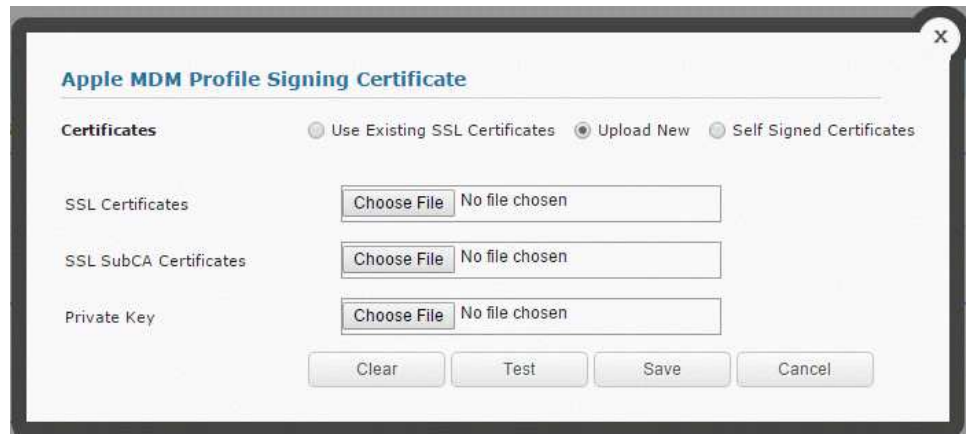 X
Apple MDM Profile Signing Certificate
Certificates Use Existing SSL Certificates Upload New Self Signed Certificates
SSL Certificates Choose File No file chosen
SSL SubCA Certificates Choose File No file chosen
Private Key Choose File No file chosen
Clear Test Save Cancel